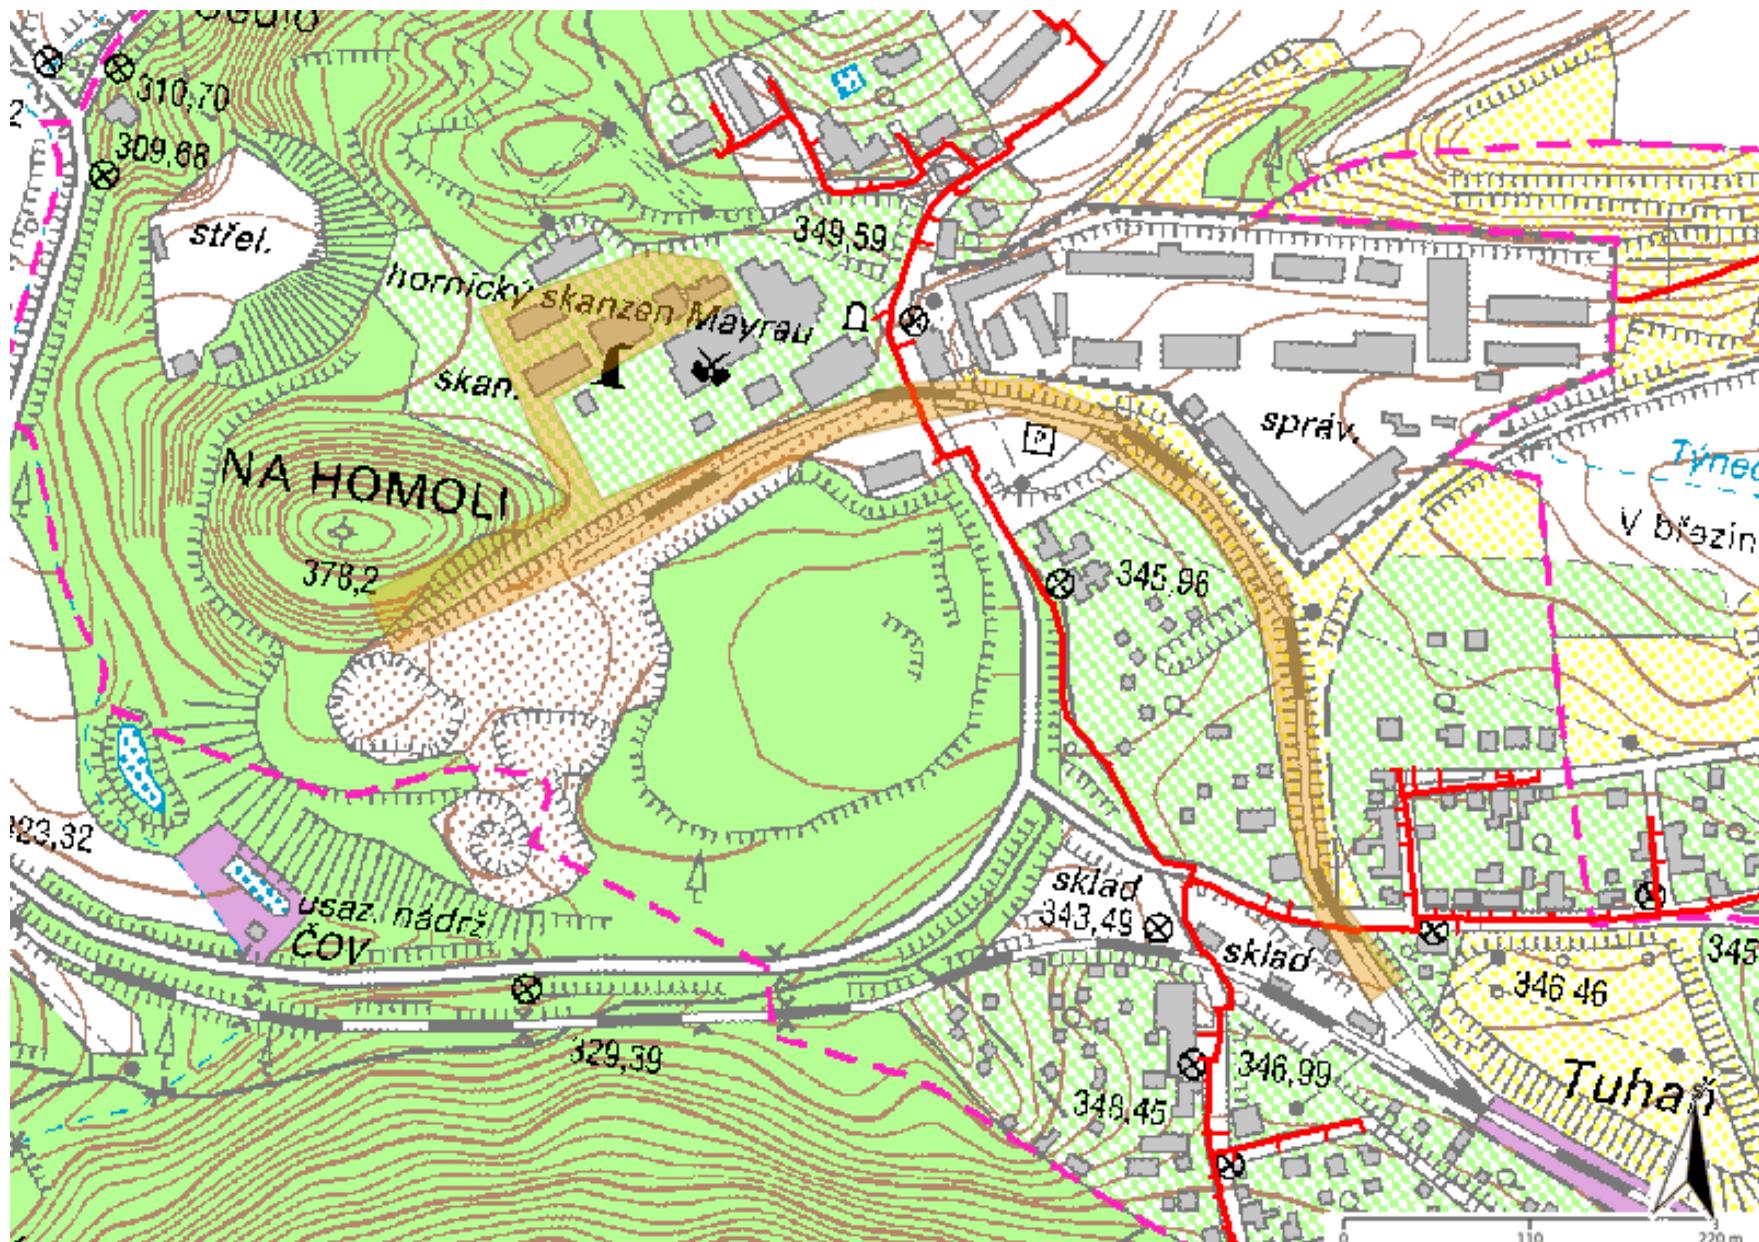 310,70
2
309,68
střel.
349,59
hornický skanzen Mayrau
skan.
správ.
Týnec
NA HOMOLI
V březin
378,2
345,96
323,32
sklad
343,49
usaz. nádrž
ČOV
sklad
345
346,46
329,39
346,99
348,45
Tuhaň
0 110 220 m